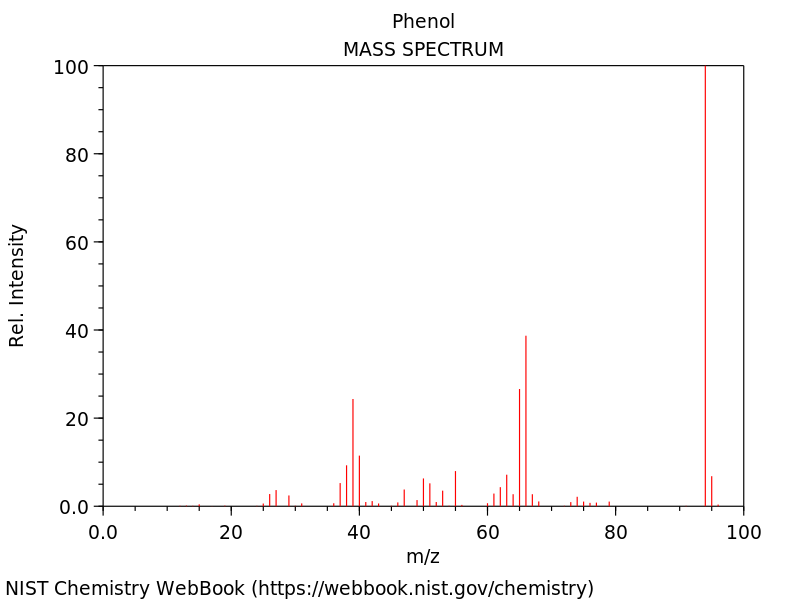 Phenol
MASS SPECTRUM
100
80
60
40
20
0.0
Rel. Intensity
0.0 20 40 60 80 100
m/z
NIST Chemistry WebBook (https://webbook.nist.gov/chemistry)